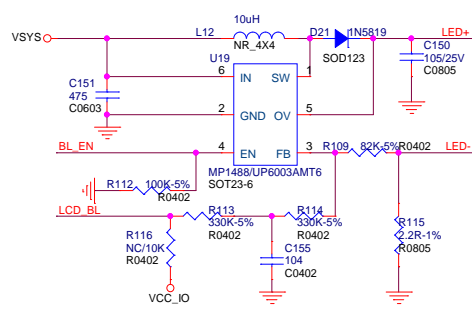 10uH
VSYS
L12
D21
1N5819
LED+
NR_4X4
SOD123
C150
105/25V
C0805
U19
C151
475
C0603
6
IN
SW
1
2
GND
OV
5
BL_EN
4
EN
FB
3
R109
82K-5%
R0402
LED-
MP1488/UP6003AMT6
SOT23-6
R112
100K-5%
R0402
LCD_BL
R113
330K-5%
R0402
R114
330K-5%
R0402
R115
2.2R-1%
R0805
R116
NC/10K
R0402
C155
104
C0402
VCC_IO